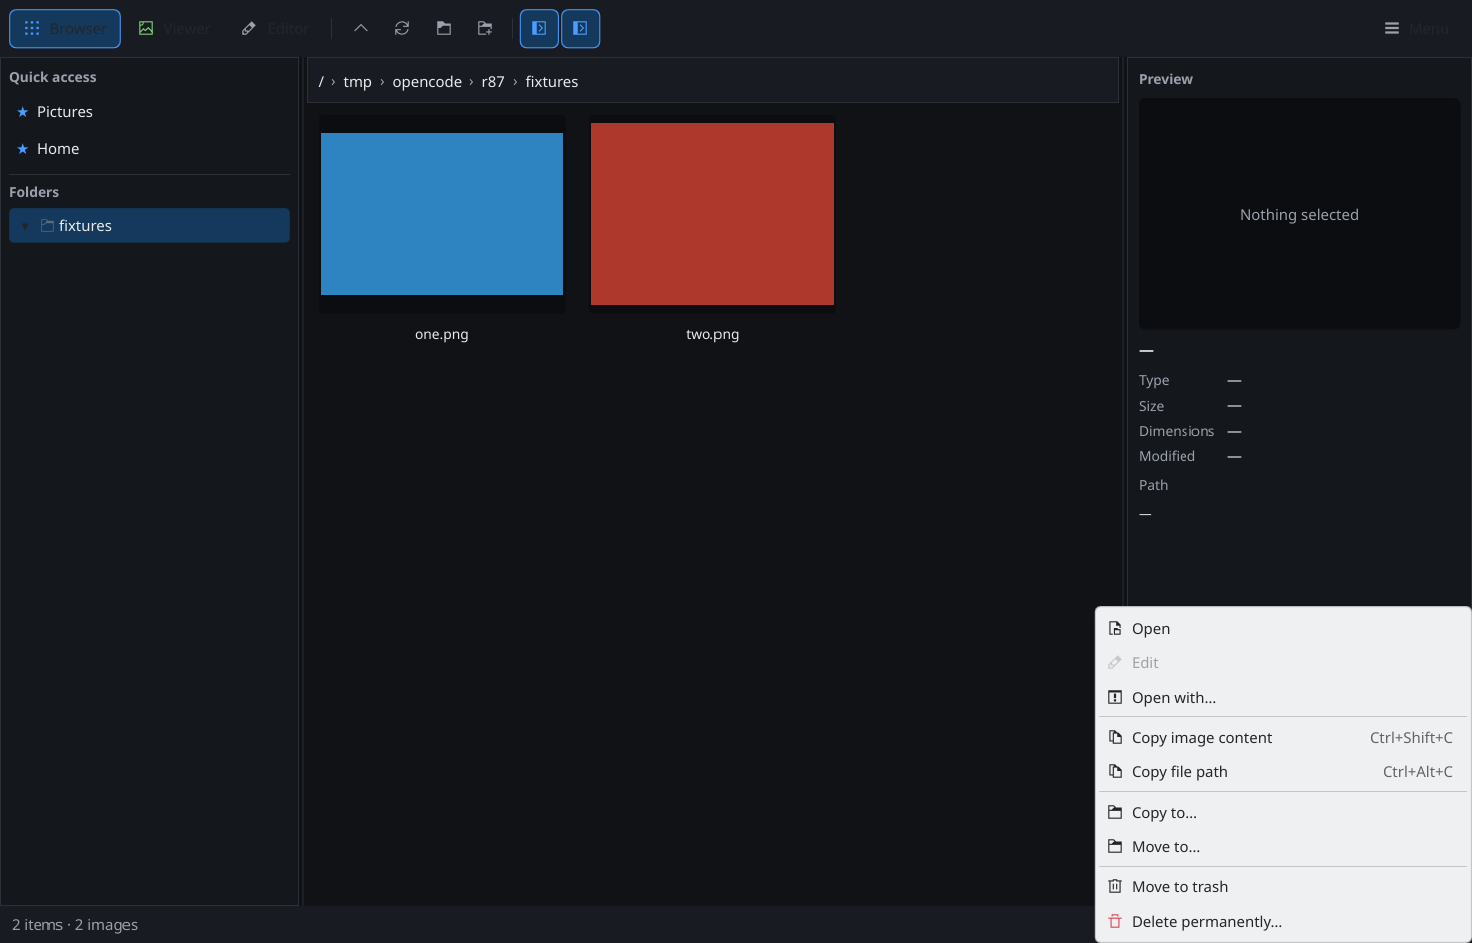 Browser Viewer Editor Menu
Quick access
Pictures
Home
Folders
fixtures
/ › tmp › opencode › r87 › fixtures
one.png
two.png
Preview
Nothing selected
—
Type —
Size —
Dimensions —
Modified —
Path
—
Open
Edit
Open with...
Copy image content Ctrl+Shift+C
Copy file path Ctrl+Alt+C
Copy to...
Move to...
Move to trash
Delete permanently...
2 items · 2 images